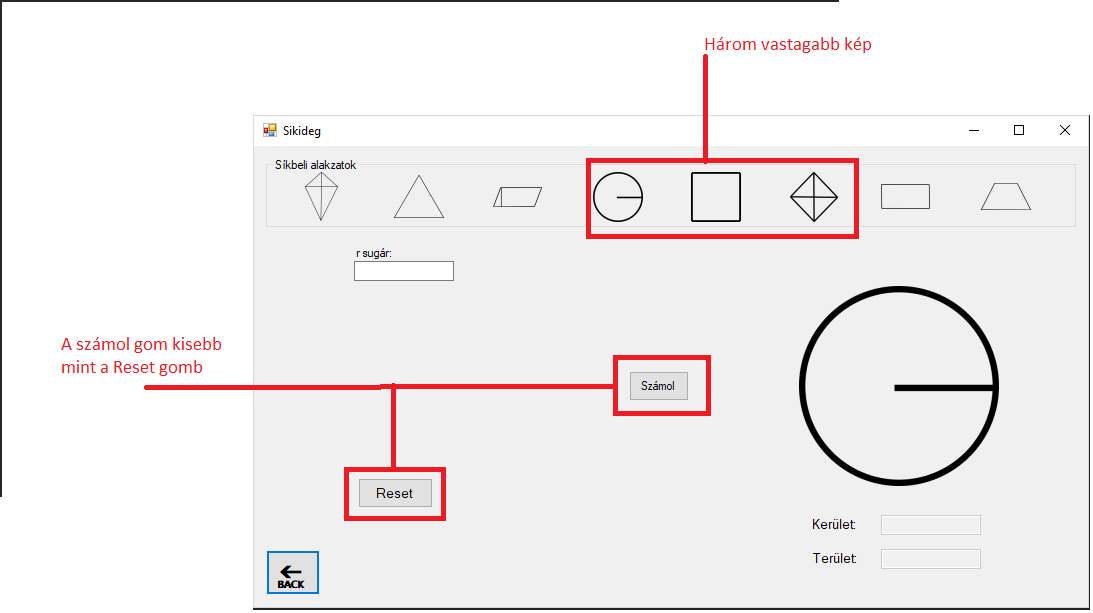 Három vastagabb kép
Sikideg
Síkbeli alakzatok
r sugár:
A számol gom kisebb
mint a Reset gomb
Számol
Reset
Kerület:
Terület:
BACK